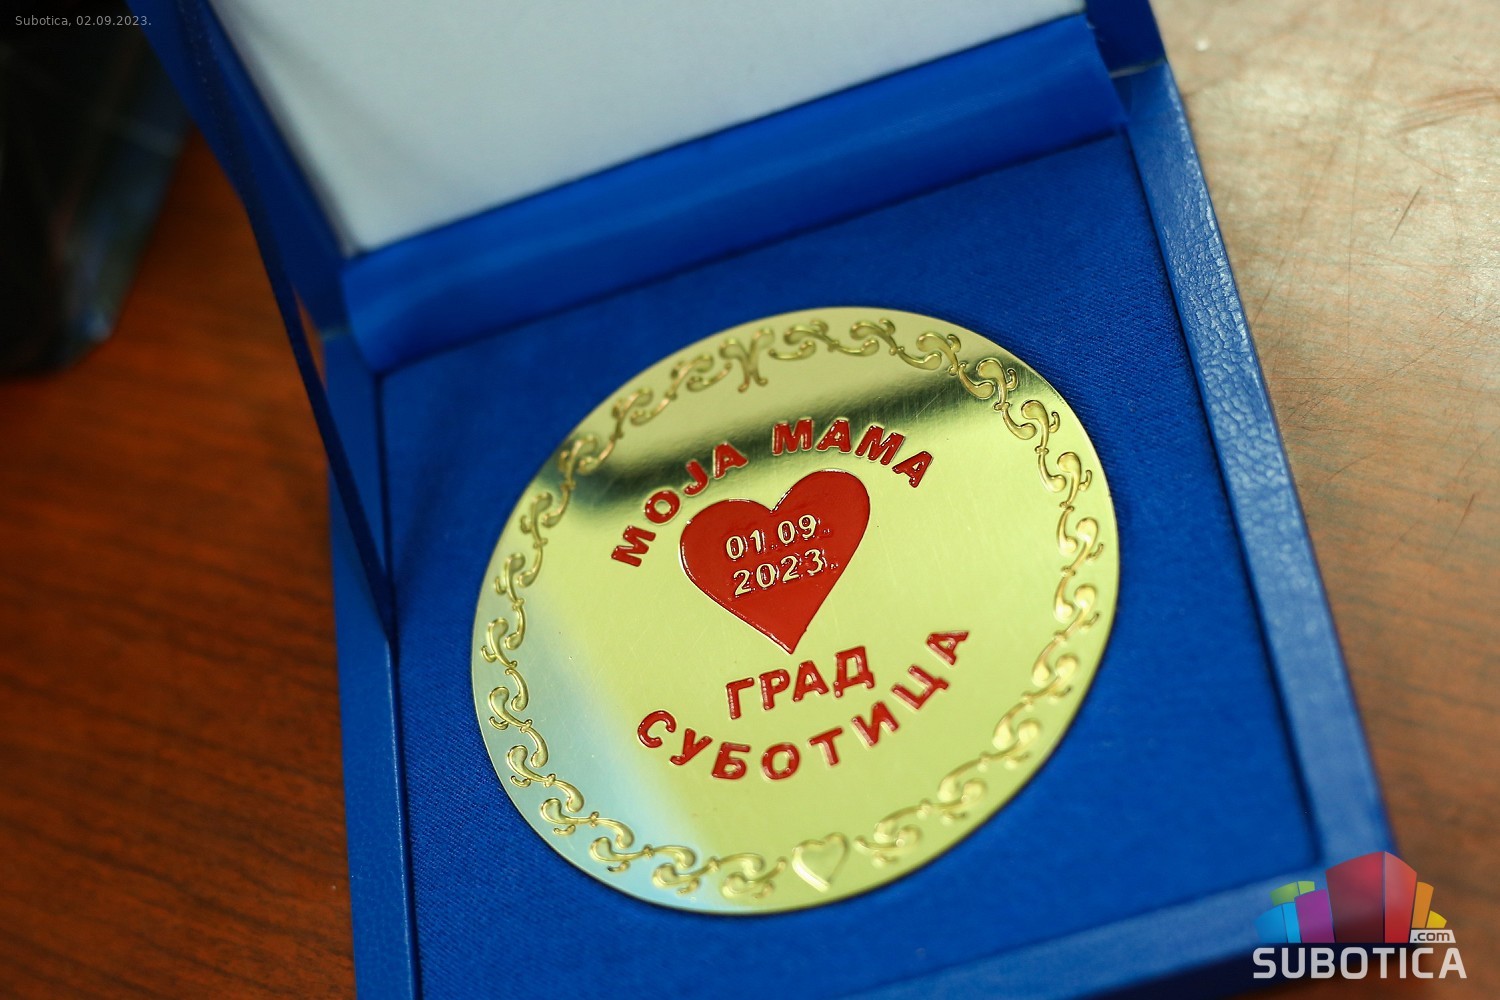 Subotica, 02.09.2023.
МОЈА МАМА
01.09.
2023.
ГРАД
СУБОТИЦА
.com
SUBOTICA